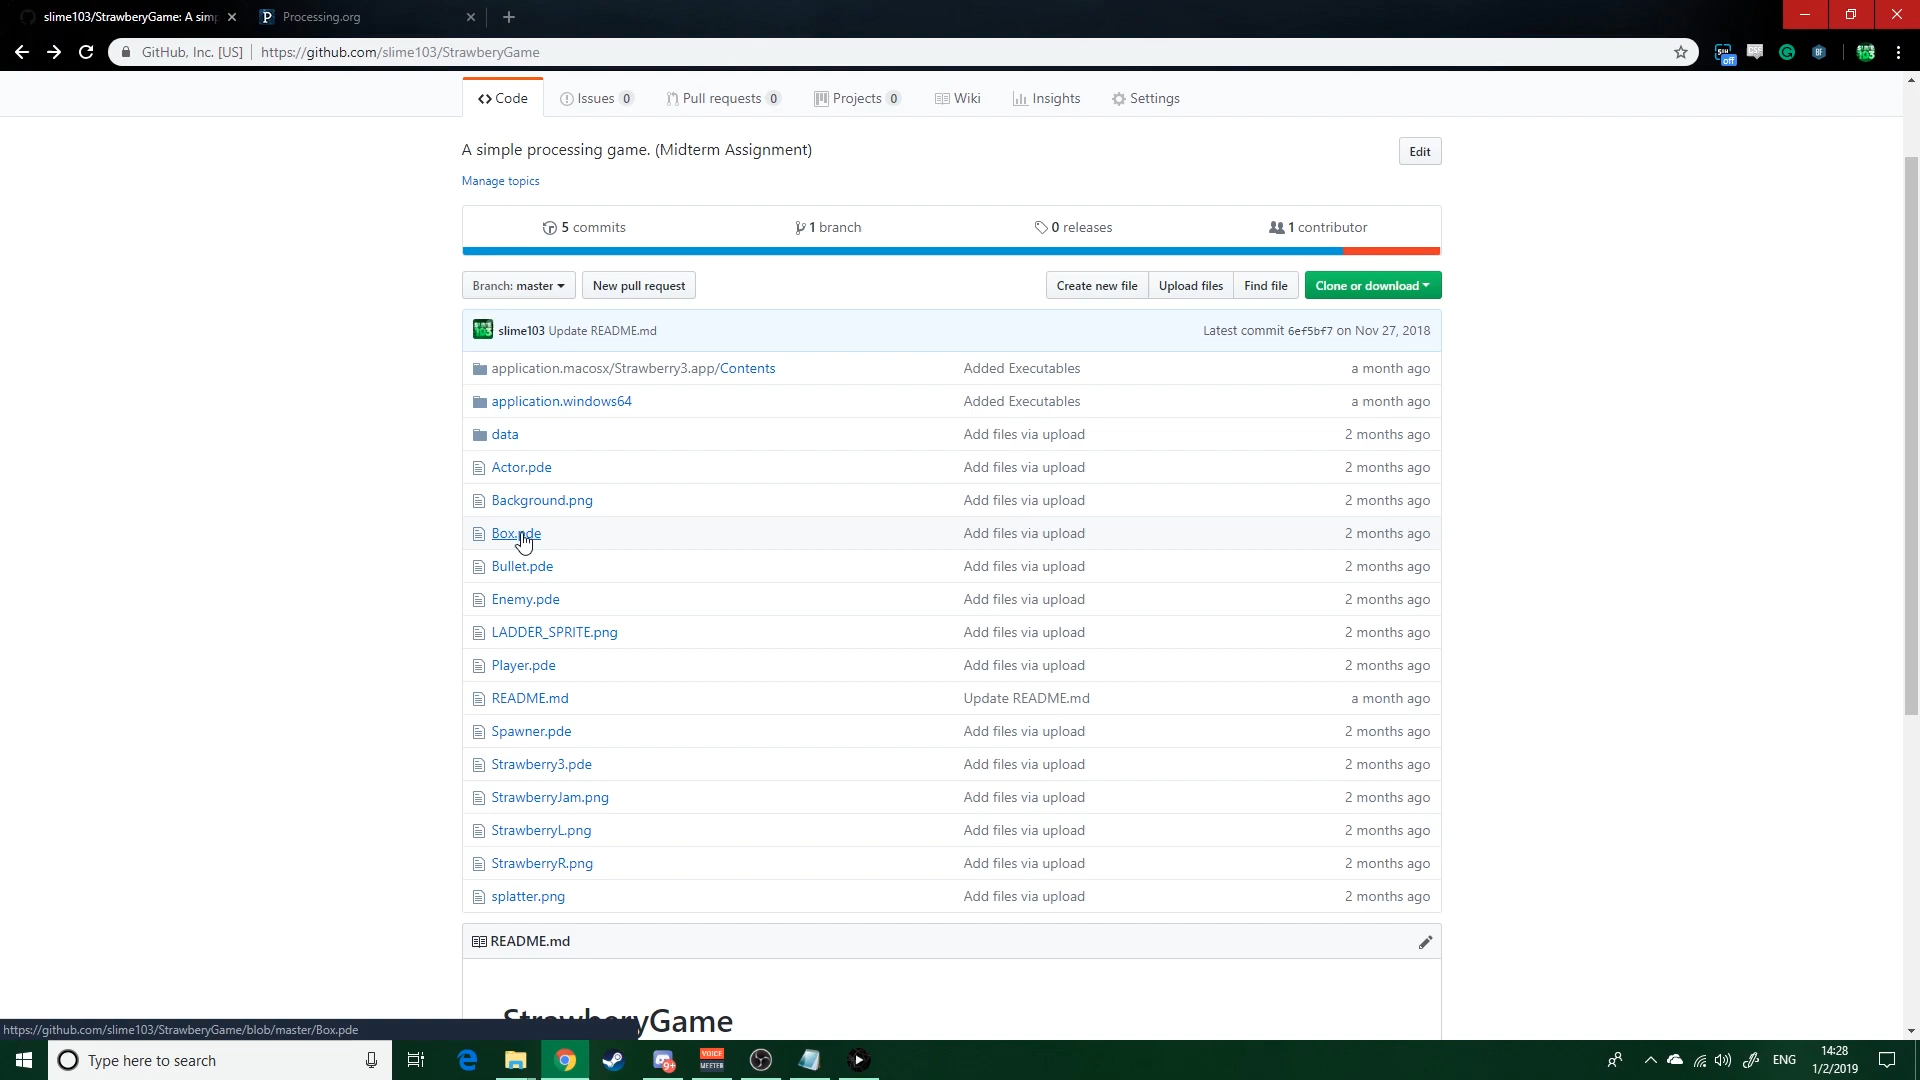 slime103/StrawberyGame: A sim
Processing.org
GitHub, Inc. [US] https://github.com/slime103/StrawberyGame
off
Code
Issues 0
Pull requests 0
Projects 0
Wiki
Insights
Settings
A simple processing game. (Midterm Assignment)
Edit
Manage topics
5 commits
1 branch
0 releases
1 contributor
Branch: master
New pull request
Create new file
Upload files
Find file
Clone or download
slime103 Update README.md
Latest commit 6ef5bf7 on Nov 27, 2018
application.macosx/Strawberry3.app/Contents Added Executables a month ago
application.windows64 Added Executables a month ago
data Add files via upload 2 months ago
Actor.pde Add files via upload 2 months ago
Background.png Add files via upload 2 months ago
Box.pde Add files via upload 2 months ago
Bullet.pde Add files via upload 2 months ago
Enemy.pde Add files via upload 2 months ago
LADDER_SPRITE.png Add files via upload 2 months ago
Player.pde Add files via upload 2 months ago
README.md Update README.md a month ago
Spawner.pde Add files via upload 2 months ago
Strawberry3.pde Add files via upload 2 months ago
StrawberryJam.png Add files via upload 2 months ago
StrawberryL.png Add files via upload 2 months ago
StrawberryR.png Add files via upload 2 months ago
splatter.png Add files via upload 2 months ago
README.md
StrawberyGame
https://github.com/slime103/StrawberyGame/blob/master/Box.pde
Type here to search
VOICE
MEETER
ENG
14:28
1/2/2019